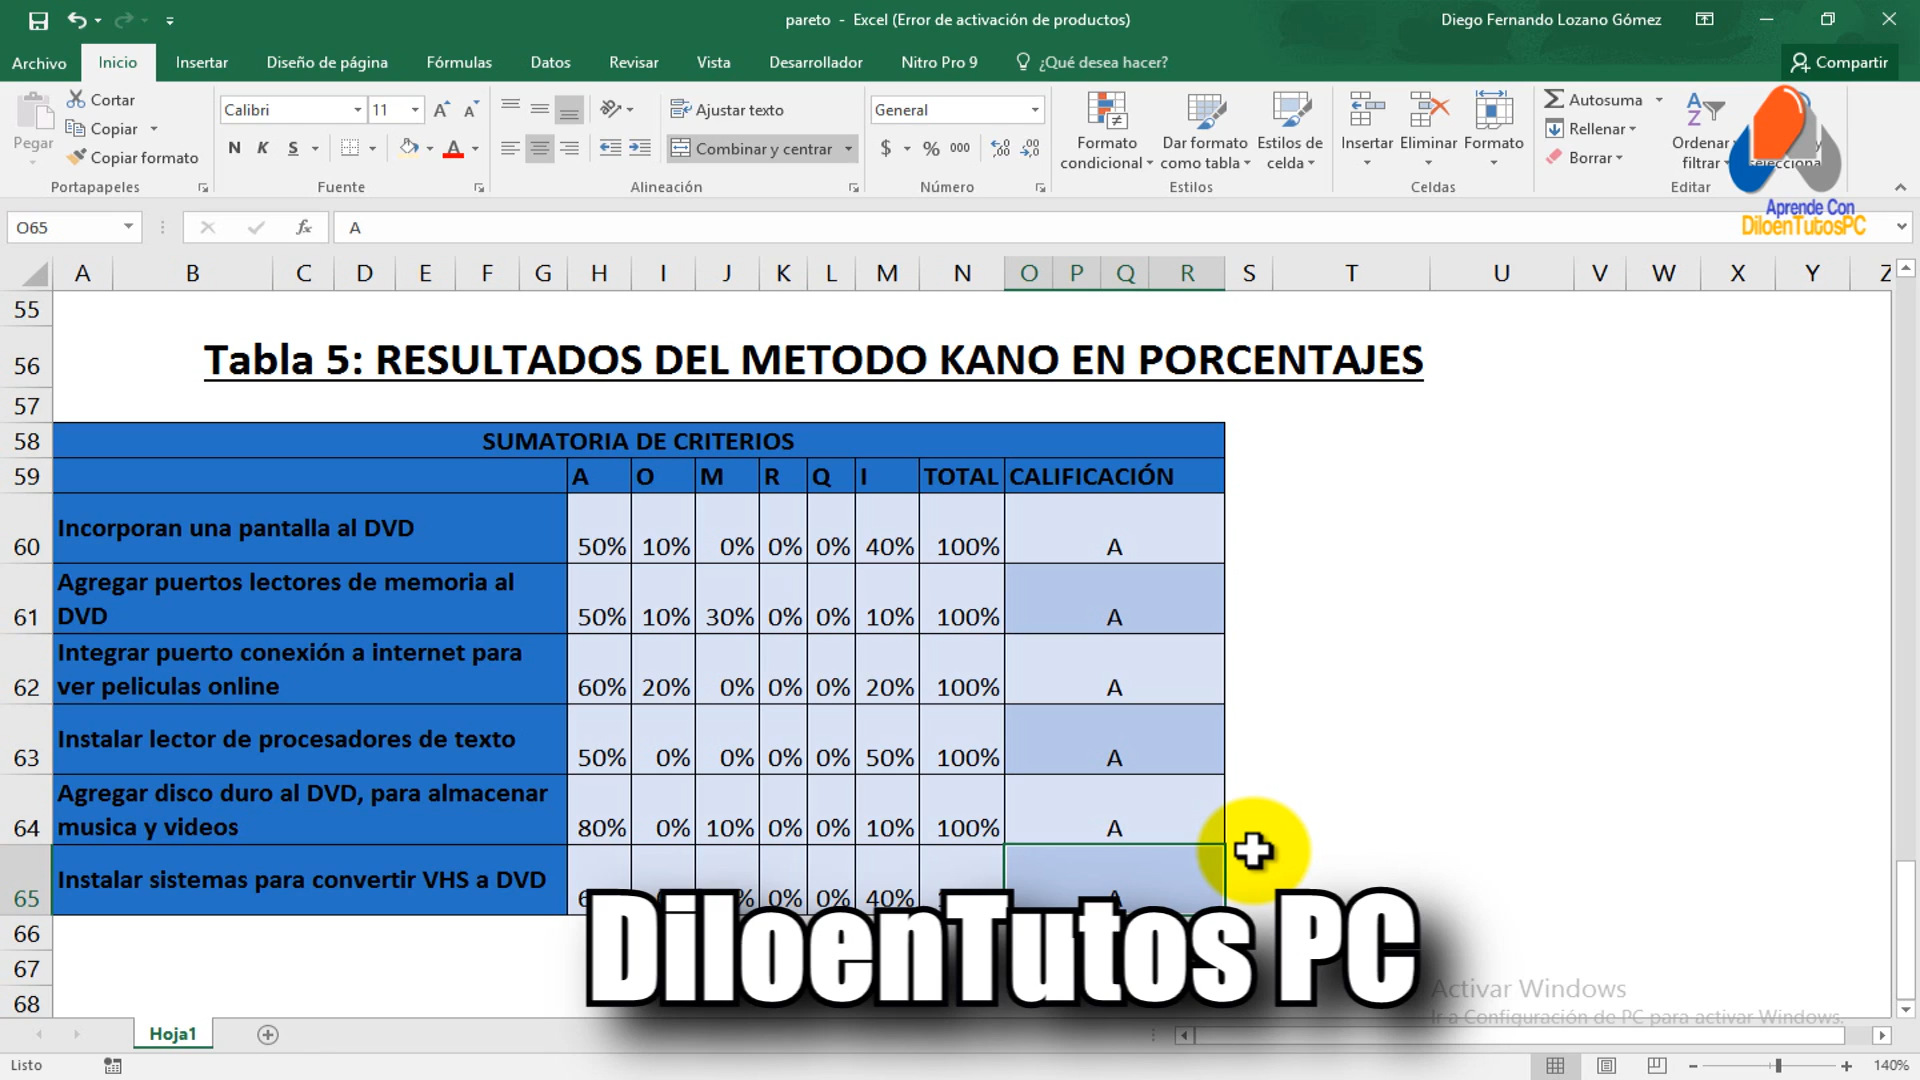 pareto - Excel (Error de activación de productos)
Diego Fernando Lozano Gómez
Archivo Inicio Insertar Diseño de página Fórmulas Datos Revisar Vista Desarrollador Nitro Pro 9 ¿Qué desea hacer? Compartir
Pegar
Cortar
Copiar
Copiar formato
Portapapeles
Calibri 11
N K S
Fuente
Ajustar texto
Combinar y centrar
Alineación
General
$ % 000
Número
Formato condicional
Dar formato como tabla
Estilos de celda
Estilos
Insertar Eliminar Formato
Celdas
Autosuma
Rellenar
Borrar
Ordenar filtrar
Editar
Aprende Con
DiloenTutosPC
O65 fx A
A B C D E F G H I J K L M N O P Q R S T U V W X Y Z
55
56 Tabla 5: RESULTADOS DEL METODO KANO EN PORCENTAJES
57
58 SUMATORIA DE CRITERIOS
59 A O M R Q I TOTAL CALIFICACIÓN
60 Incorporan una pantalla al DVD 50% 10% 0% 0% 0% 40% 100% A
61 Agregar puertos lectores de memoria al DVD 50% 10% 30% 0% 0% 10% 100% A
62 Integrar puerto conexión a internet para ver peliculas online 60% 20% 0% 0% 0% 20% 100% A
63 Instalar lector de procesadores de texto 50% 0% 0% 0% 0% 50% 100% A
64 Agregar disco duro al DVD, para almacenar musica y videos 80% 0% 10% 0% 0% 10% 100% A
65 Instalar sistemas para convertir VHS a DVD 0% 0% 40%
66
67
68
DiloenTutos PC
Activar Windows
Ir a Configuración de PC para activar Windows.
Hoja1
Listo
140%